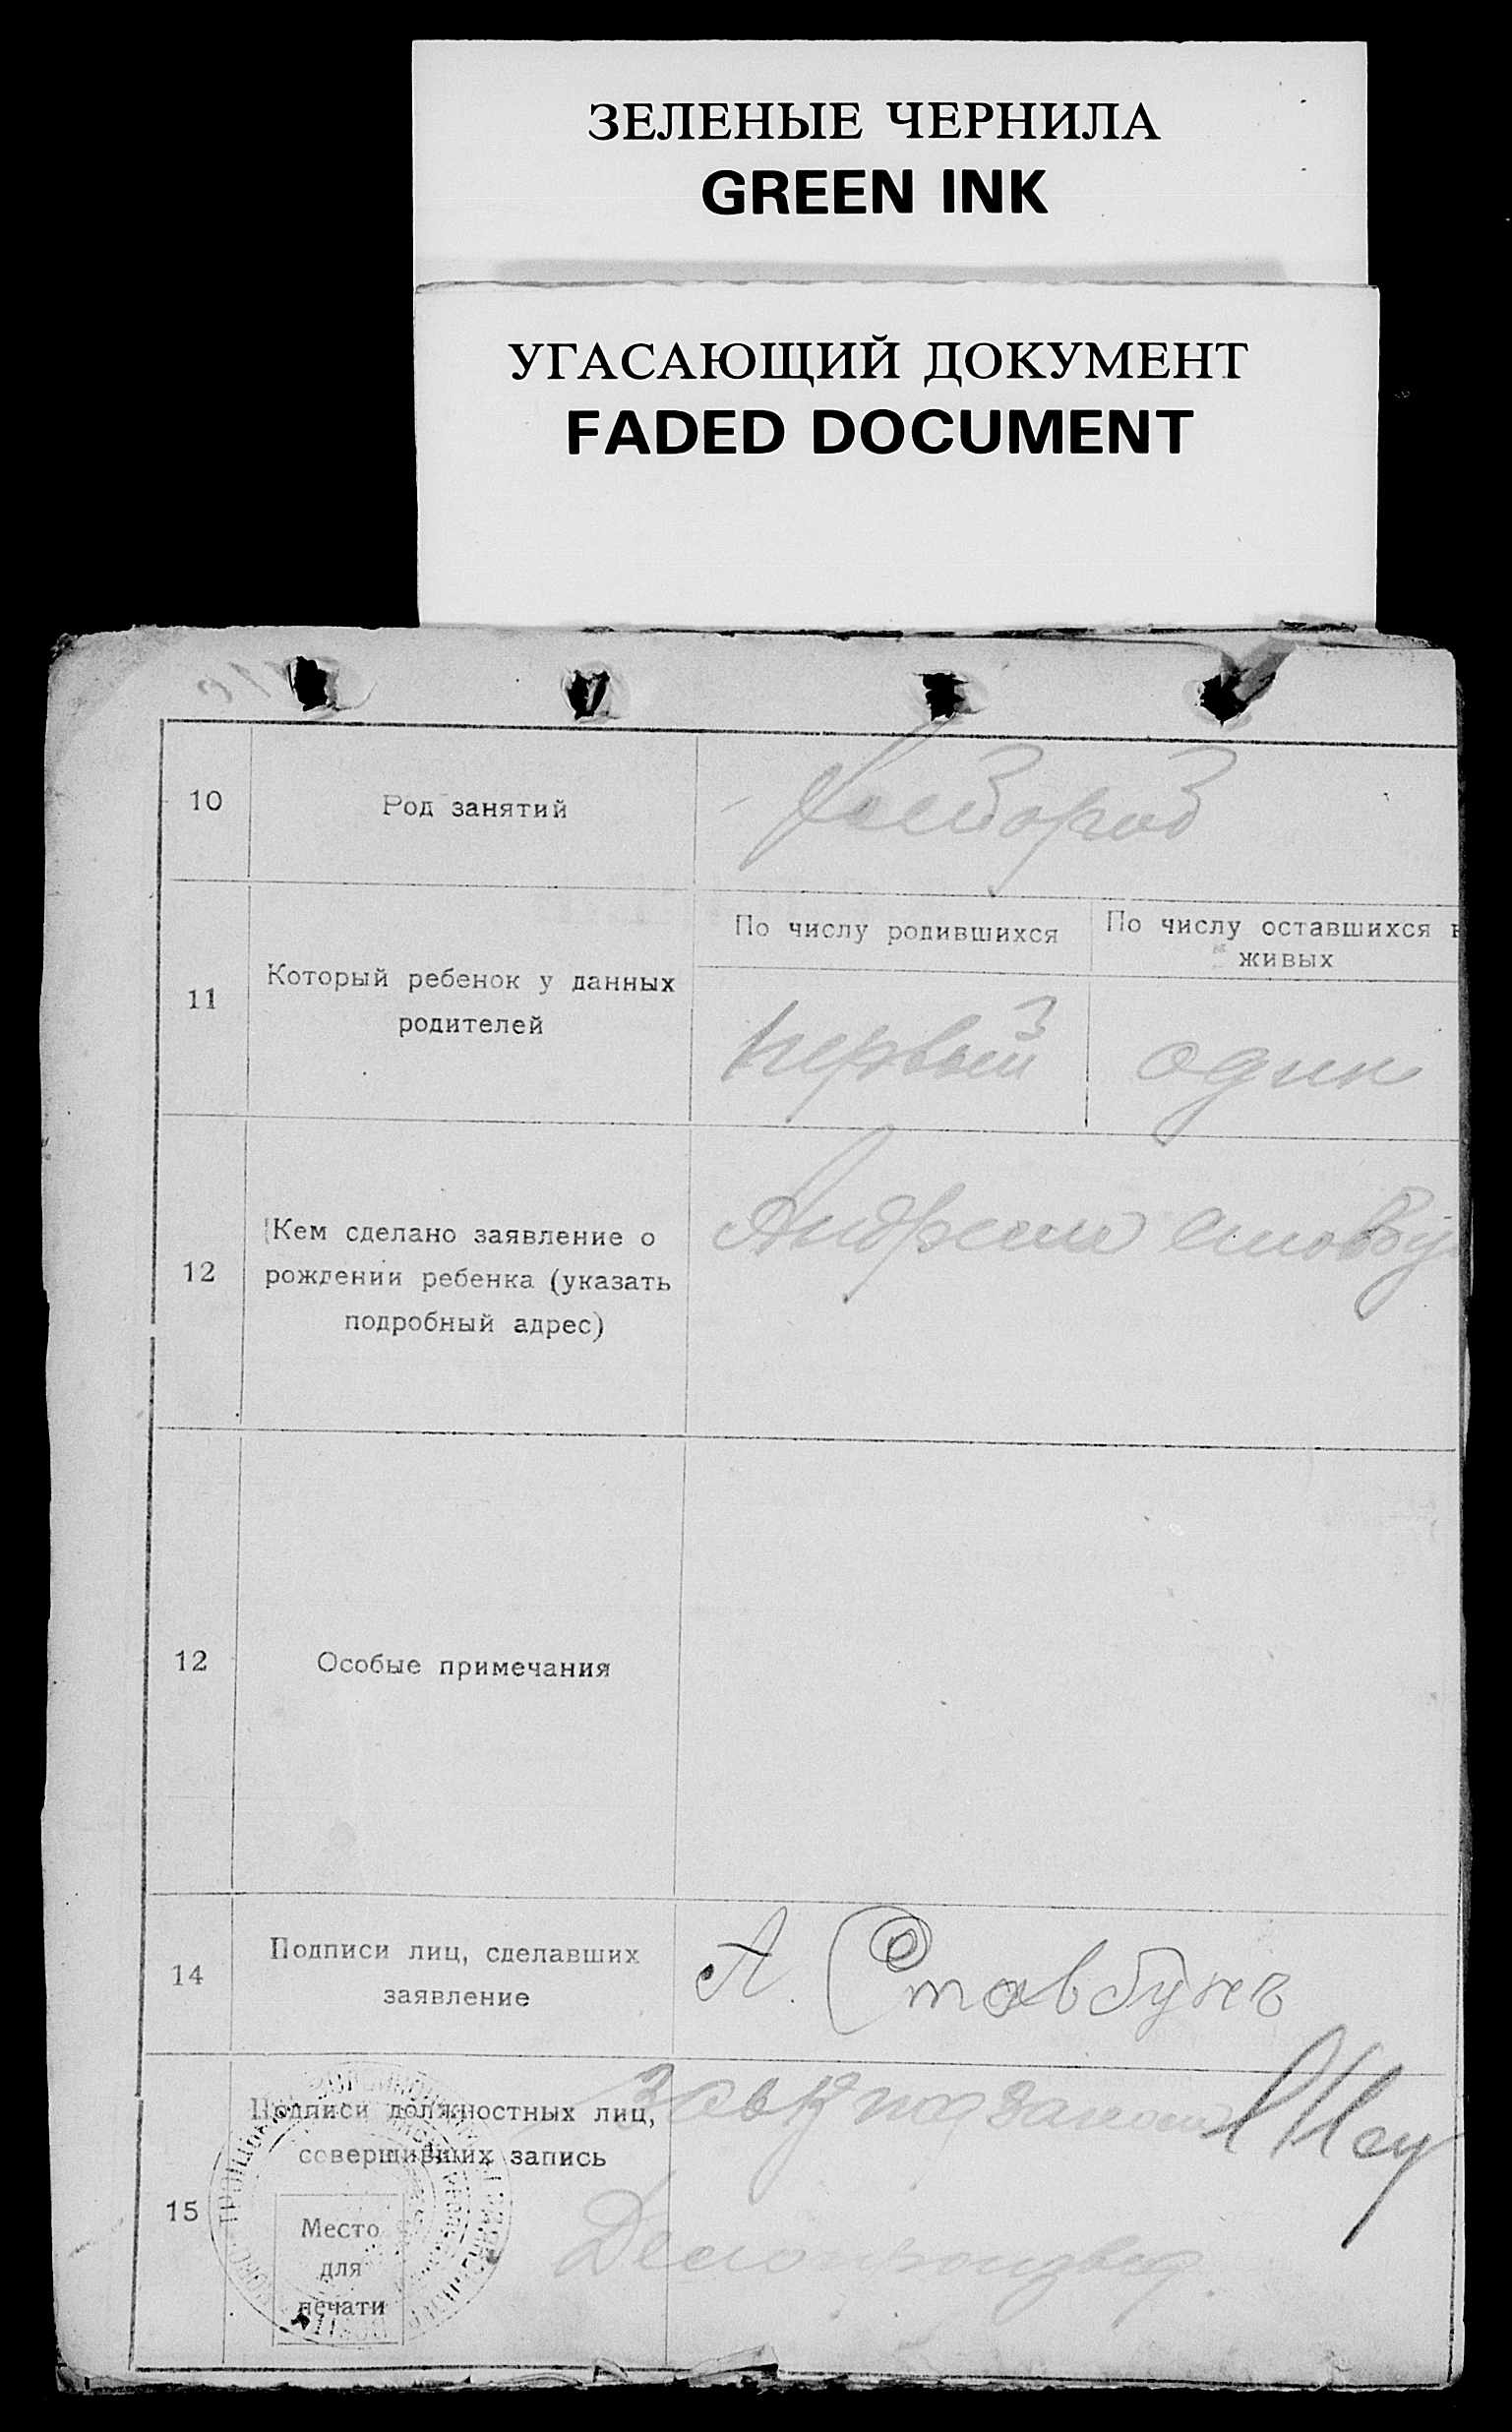 ЗЕЛЕНЫЕ ЧЕРНИЛА
GREEN INK
УГАСАЮЩИЙ ДОКУМЕНТ
FADED DOCUMENT
10
Род занятий
По числу родившихся
По числу оставшихся в
живых
11
Который ребенок у данных
родителей
первый
один
12
Кем сделано заявление о
рождении ребенка (указать
подробный адрес)
12
Особые примечания
14
Подписи лиц, сделавших
заявление
А. Ставбунь
15
Подписи должностных лиц,
совершивших запись
Место
для
печати